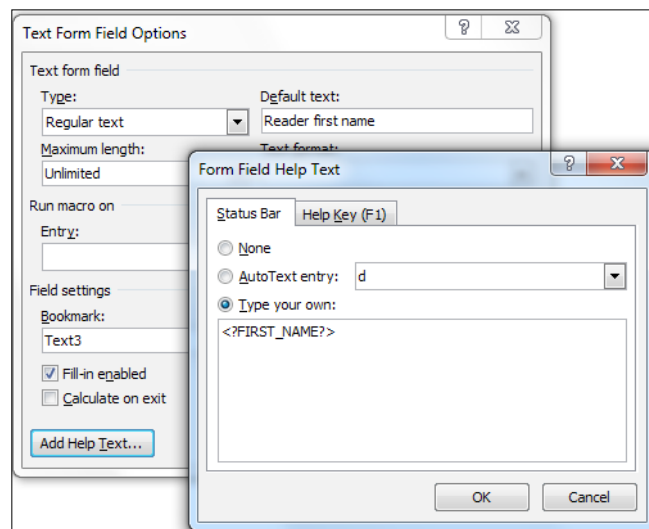 Text Form Field Options
Text form field
Type:
Default text:
Regular text
Reader first name
Maximum length:
Text format:
Unlimited
Run macro on
Entry:
Field settings
Bookmark:
Text3
Fill-in enabled
Calculate on exit
Add Help Text...
Form Field Help Text
Status Bar
Help Key (F1)
None
AutoText entry:
d
Type your own:
<?FIRST_NAME?>
OK
Cancel